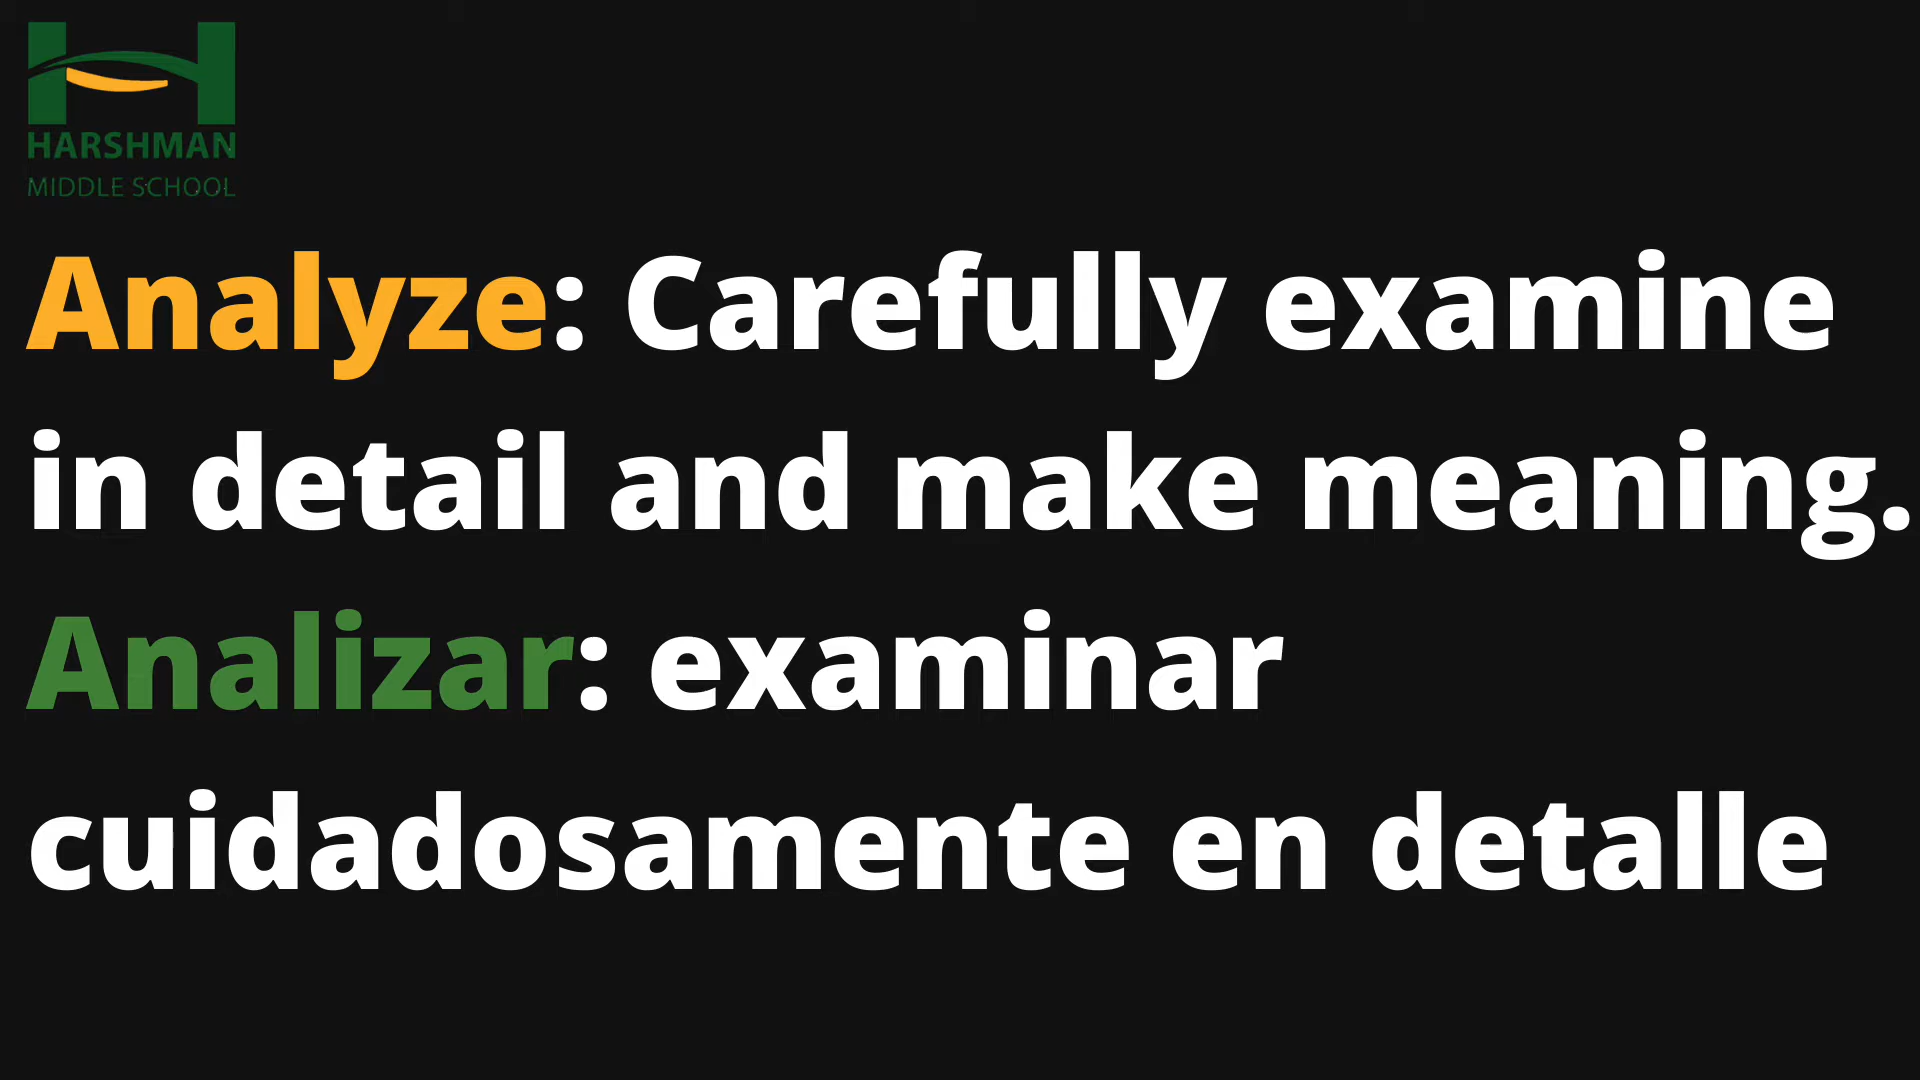 HARSHMAN
MIDDLE SCHOOL
Analyze: Carefully examine
in detail and make meaning.
Analizar: examinar
cuidadosamente en detalle